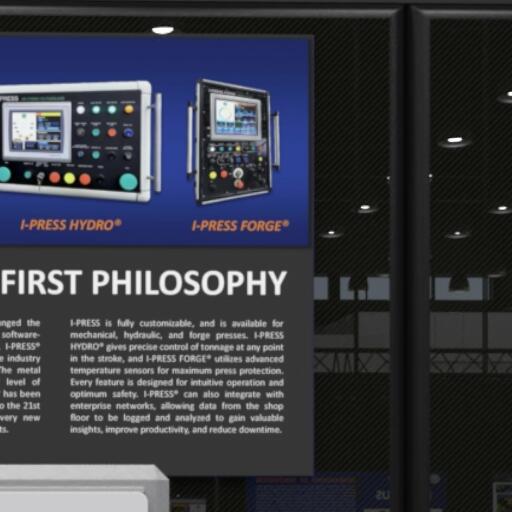 PRESS
I-PRESS HYDRO®
I-PRESS FORGE®
FIRST PHILOSOPHY
nged the
software-
I-PRESS®
e industry
The metal
level of
has been
o the 21st
very new
ts.
I-PRESS is fully customizable, and is available for
mechanical, hydraulic, and forge presses. I-PRESS
HYDRO® gives precise control of tonnage at any point
in the stroke, and I-PRESS FORGE® utilizes advanced
temperature sensors for maximum press protection.
Every feature is designed for intuitive operation and
optimum safety. I-PRESS® can also integrate with
enterprise networks, allowing data from the shop
floor to be logged and analyzed to gain valuable
insights, improve productivity, and reduce downtime.